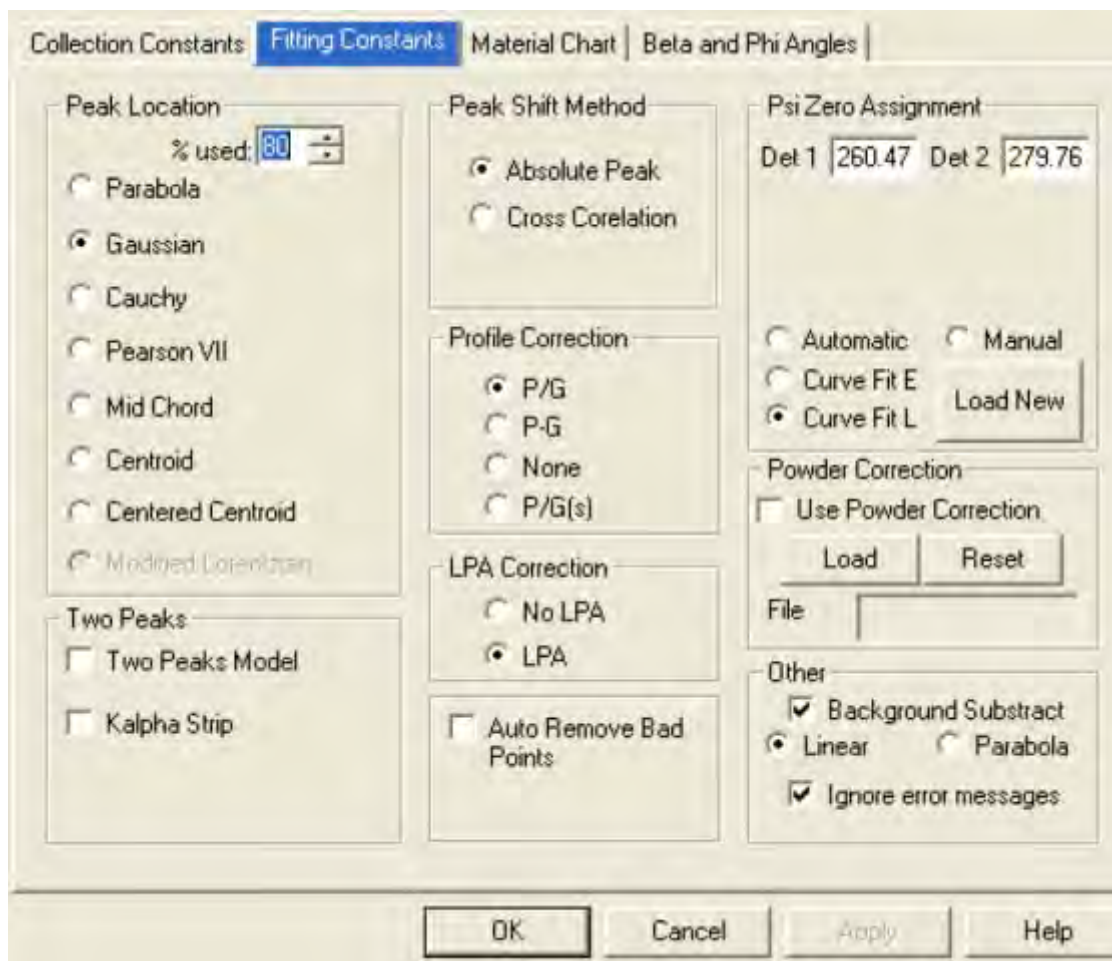 Collection Constants Fitting Constants Material Chart Beta and Phi Angles
Peak Location
% used: 80
Parabola
Gaussian
Cauchy
Pearson VII
Mid Chord
Centroid
Centered Centroid
Modified Lorentzian
Two Peaks
Two Peaks Model
Kalpha Strip
Peak Shift Method
Absolute Peak
Cross Corelation
Profile Correction
P/G
P-G
None
P/G(s)
LPA Correction
No LPA
LPA
Auto Remove Bad
Points
Psi Zero Assignment
Det 1 260.47 Det 2 279.76
Automatic Manual
Curve Fit E
Curve Fit L
Load New
Powder Correction
Use Powder Correction
Load Reset
File
Other
Background Substract
Linear Parabola
Ignore error messages
OK Cancel Apply Help